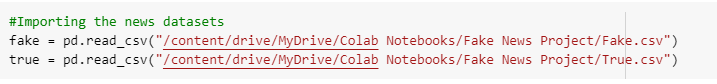 #Importing the news datasets
fake = pd.read_csv("/content/drive/MyDrive/Colab Notebooks/Fake News Project/Fake.csv")
true = pd.read_csv("/content/drive/MyDrive/Colab Notebooks/Fake News Project/True.csv")